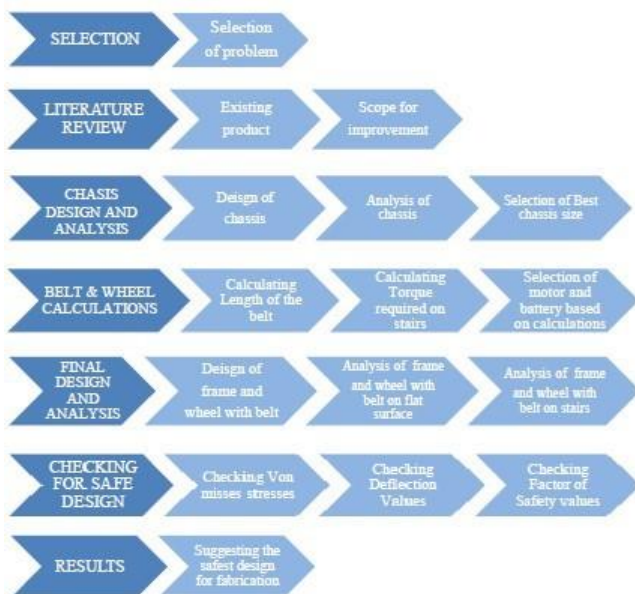 SELECTION
Selection
of problem
LITERATURE
REVIEW
Existing
product
Scope for
improvement
CHASIS
DESIGN AND
ANALYSIS
Deisgn of
chassis
Analysis of
chassis
Selection of Best
chassis size
BELT & WHEEL
CALCULATIONS
Calculating
Length of the
belt
Calculating
Torque
required on
stairs
Selection of
motor and
battery based
on calculations
FINAL
DESIGN
AND
ANALYSIS
Deisgn of
frame and
wheel with belt
Analysis of frame
and wheel with
belt on flat
surface
Analysis of frame
and wheel with
belt on stairs
CHECKING
FOR SAFE
DESIGN
Checking Von
misses stresses
Checking
Deflection
Values
Checking
Factor of
Safety values
RESULTS
Suggesting the
safest design
for fabrication